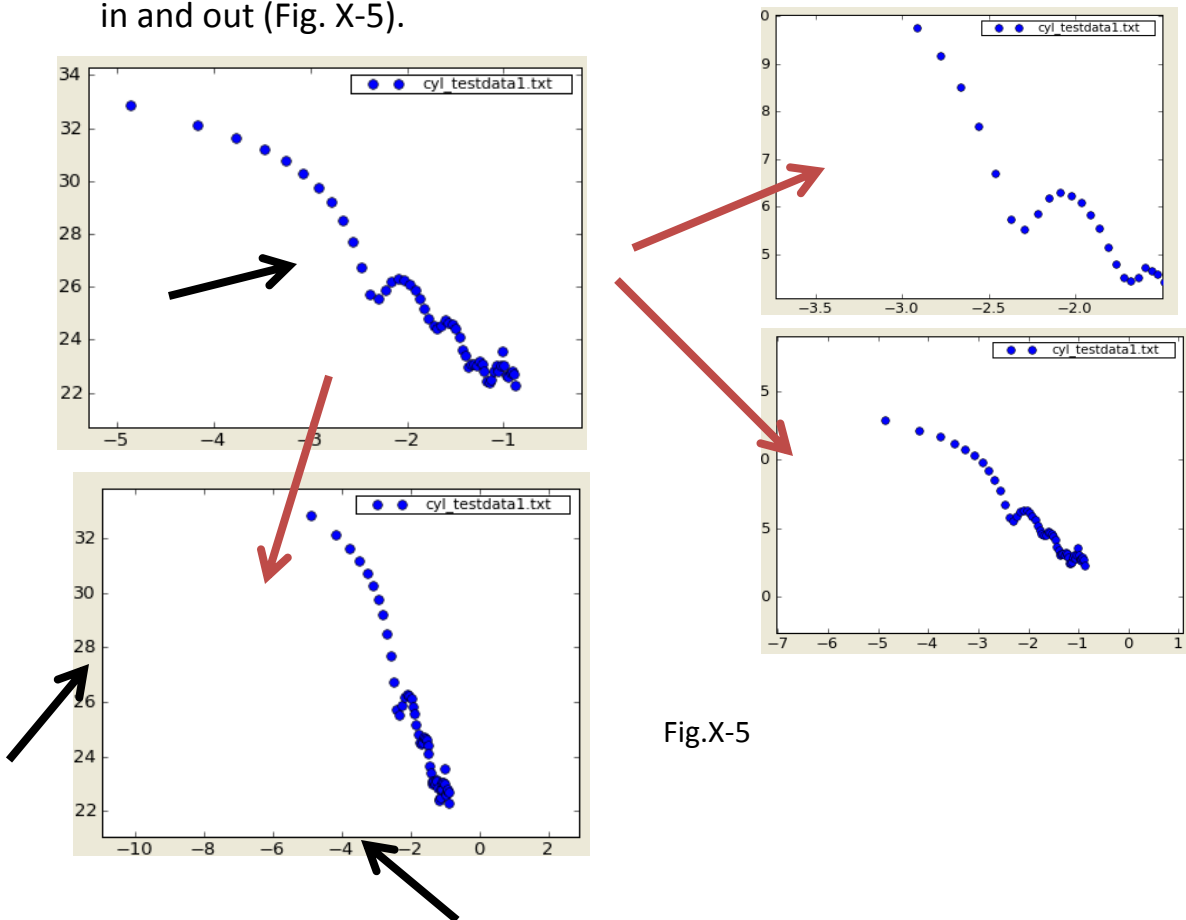 in and out (Fig. X-5).
cyl_testdata1.txt
34
32
30
28
26
24
22
−5 −4 −3 −2 −1
cyl_testdata1.txt
0
9
8
7
6
5
−3.5 −3.0 −2.5 −2.0
cyl_testdata1.txt
5
0
5
0
−7 −6 −5 −4 −3 −2 −1 0 1
cyl_testdata1.txt
32
30
28
26
24
22
−10 −8 −6 −4 −2 0 2
Fig.X-5